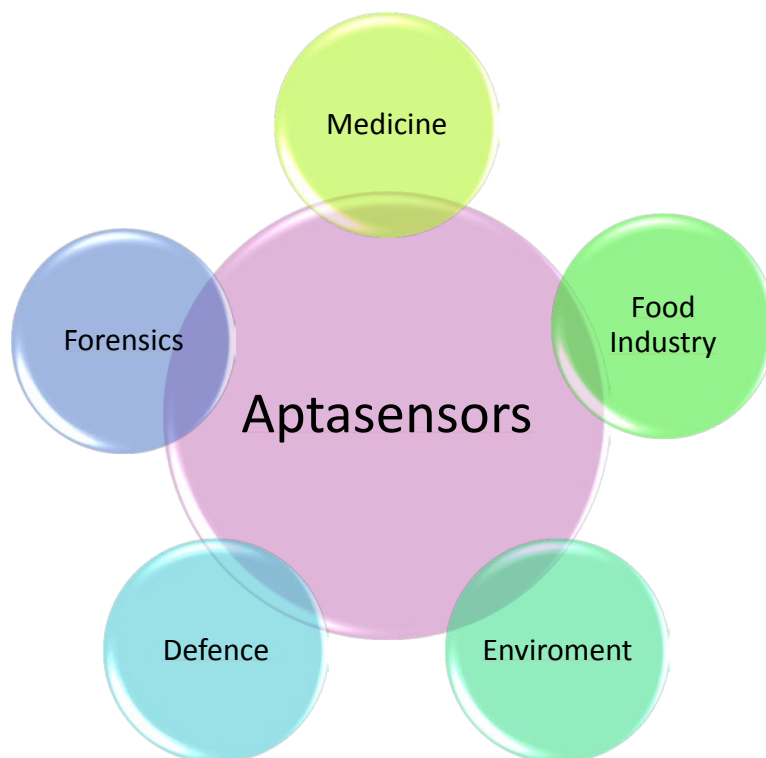 Medicine
Food
Industry
Forensics
Aptasensors
Defence
Enviroment